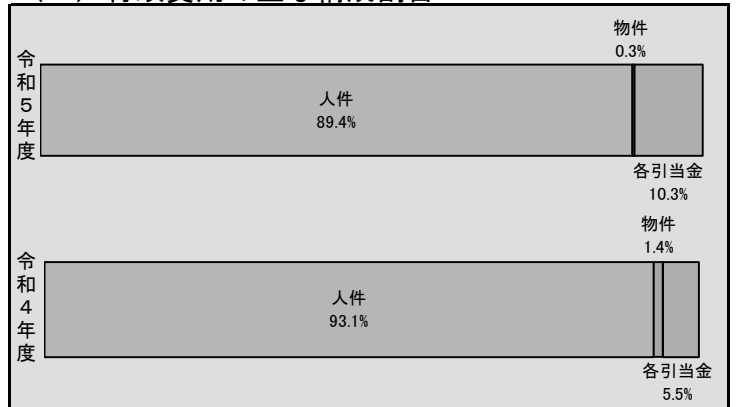 物件
0.3%
令和5年度
人件
89.4%
各引当金
10.3%
物件
1.4%
令和4年度
人件
93.1%
各引当金
5.5%